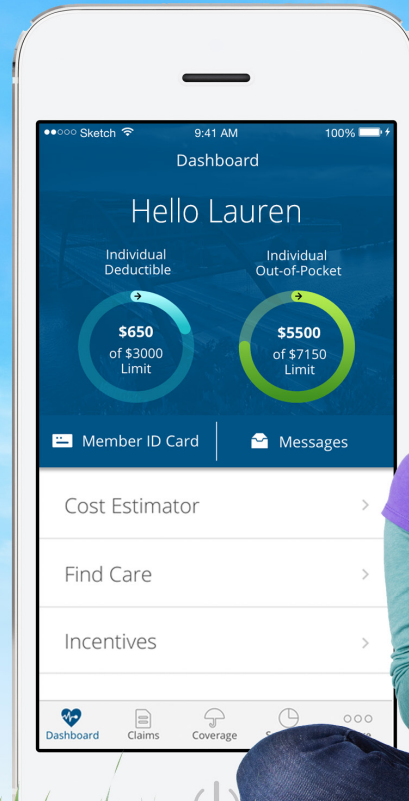 Sketch 9:41 AM 100%
Dashboard
Hello Lauren
Individual
Deductible
$650
of $3000
Limit
Individual
Out-of-Pocket
$5500
of $7150
Limit
Member ID Card
Messages
Cost Estimator
Find Care
Incentives
Dashboard Claims Coverage